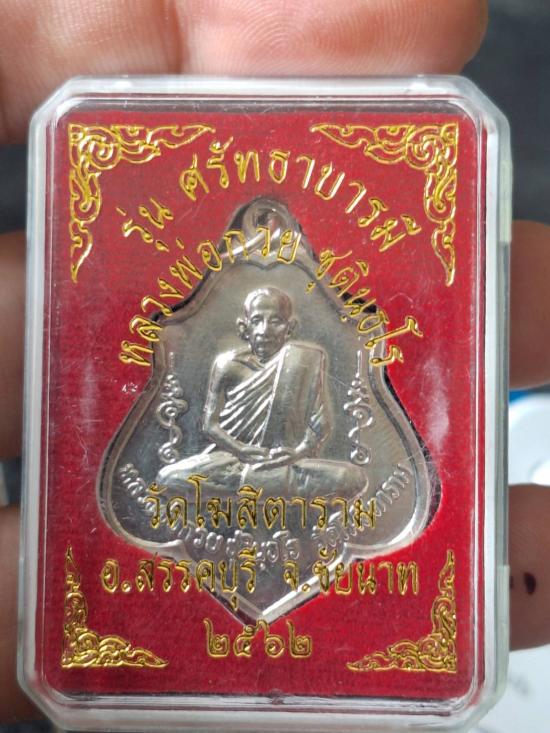 รุ่น ศรัทธาบารมี
หลวงพ่อกวย ชุตินฺธโร
วัดโฆสิตาราม
อ.สรรคบุรี จ.ชัยนาท
๒๕๖๒